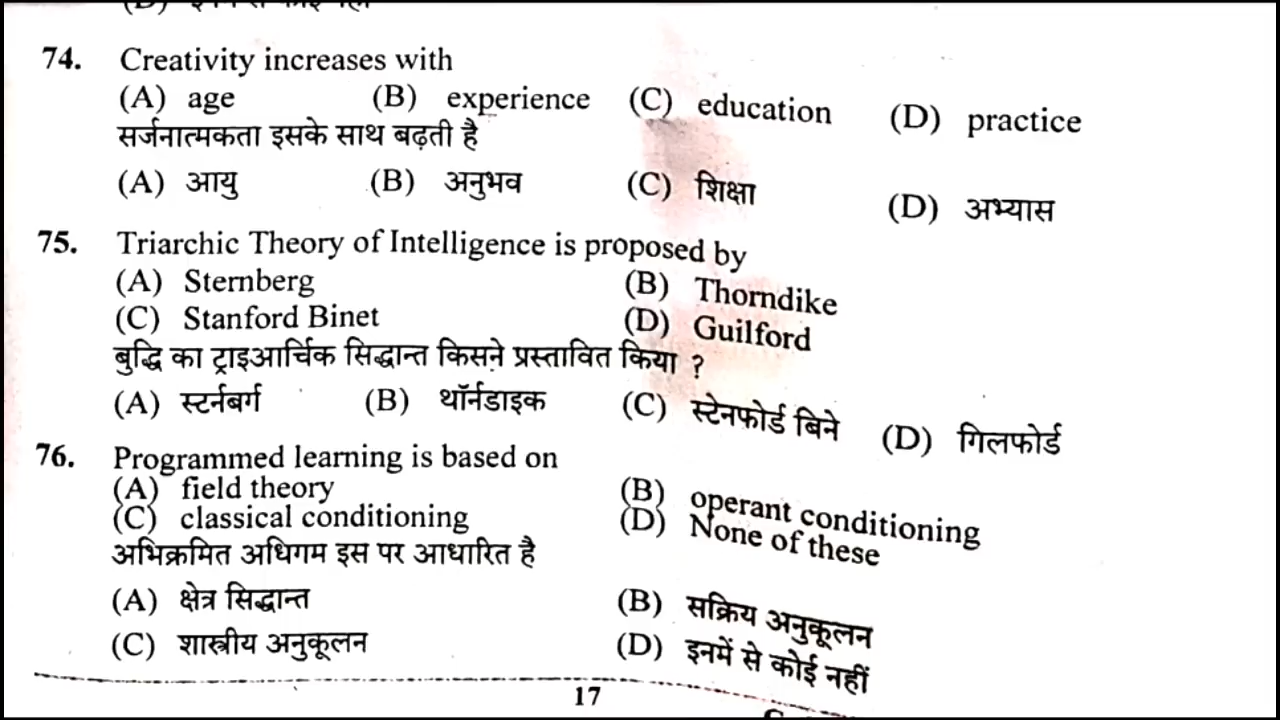 (D) इनमें से कोई नहीं
74. Creativity increases with
(A) age (B) experience (C) education (D) practice
सर्जनात्मकता इसके साथ बढ़ती है
(A) आयु (B) अनुभव (C) शिक्षा (D) अभ्यास
75. Triarchic Theory of Intelligence is proposed by
(A) Sternberg (B) Thorndike
(C) Stanford Binet (D) Guilford
बुद्धि का ट्राइआर्चिक सिद्धान्त किसने प्रस्तावित किया ?
(A) स्टर्नबर्ग (B) थॉर्नडाइक (C) स्टेनफोर्ड बिने (D) गिलफोर्ड
76. Programmed learning is based on
(A) field theory (B) operant conditioning
(C) classical conditioning (D) None of these
अभिक्रमित अधिगम इस पर आधारित है
(A) क्षेत्र सिद्धान्त (B) सक्रिय अनुकूलन
(C) शास्त्रीय अनुकूलन (D) इनमें से कोई नहीं
17